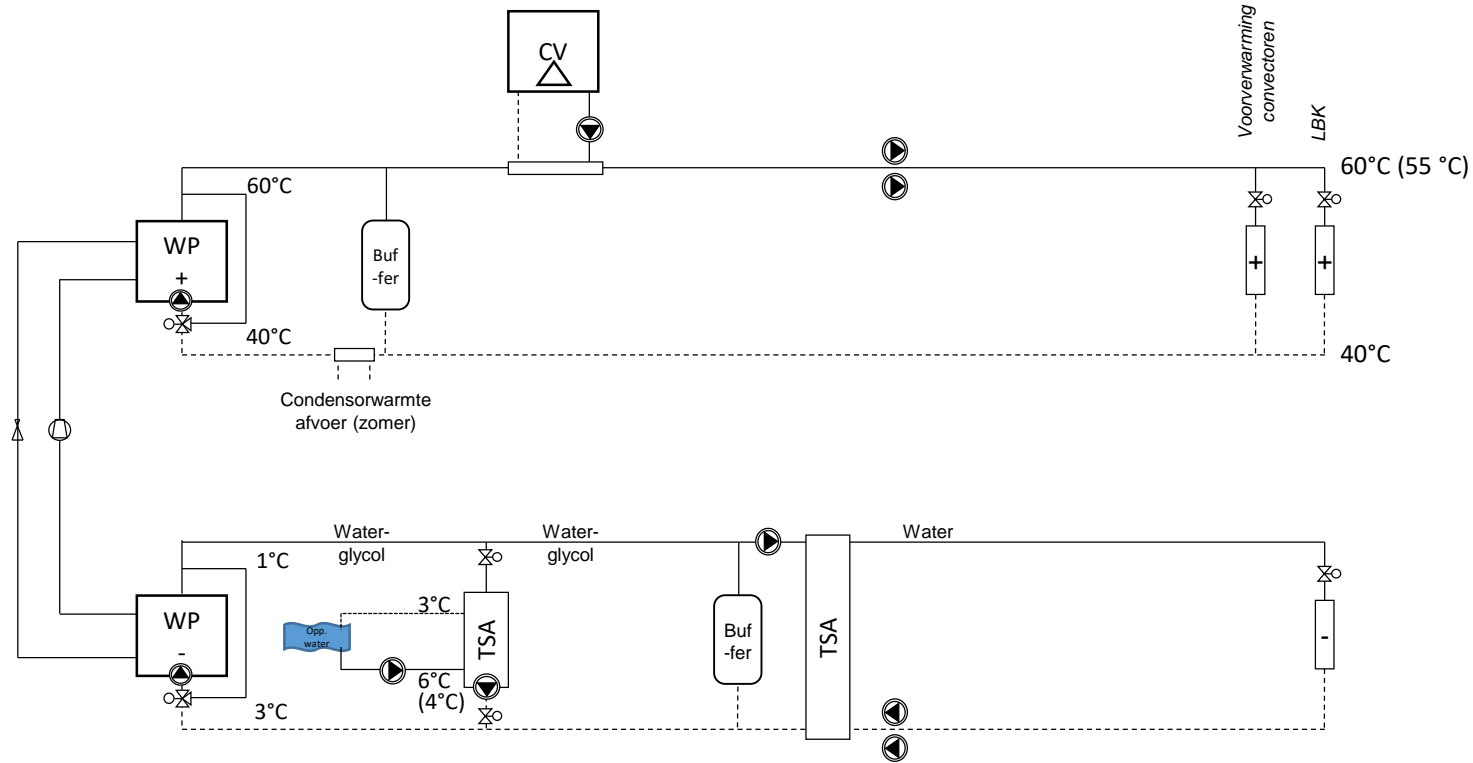 CV
Voorverwarming
convectoren
LBK
60°C (55 °C)
60°C
WP
+
Buf
-fer
+
+
40°C
40°C
Condensorwarmte
afvoer (zomer)
Water-
glycol
Water-
glycol
Water
1°C
WP
-
3°C
Opp.
water
TSA
6°C
(4°C)
Buf
-fer
TSA
-
3°C